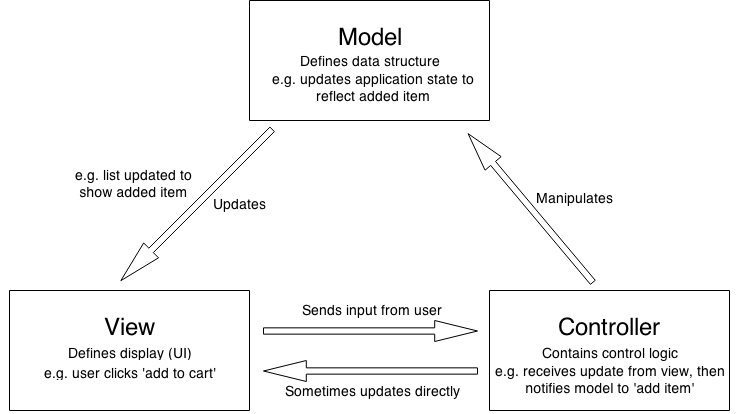 Model
Defines data structure
e.g. updates application state to
reflect added item
e.g. list updated to
show added item
Updates
Manipulates
View
Defines display (UI)
e.g. user clicks 'add to cart'
Sends input from user
Sometimes updates directly
Controller
Contains control logic
e.g. receives update from view, then
notifies model to 'add item'